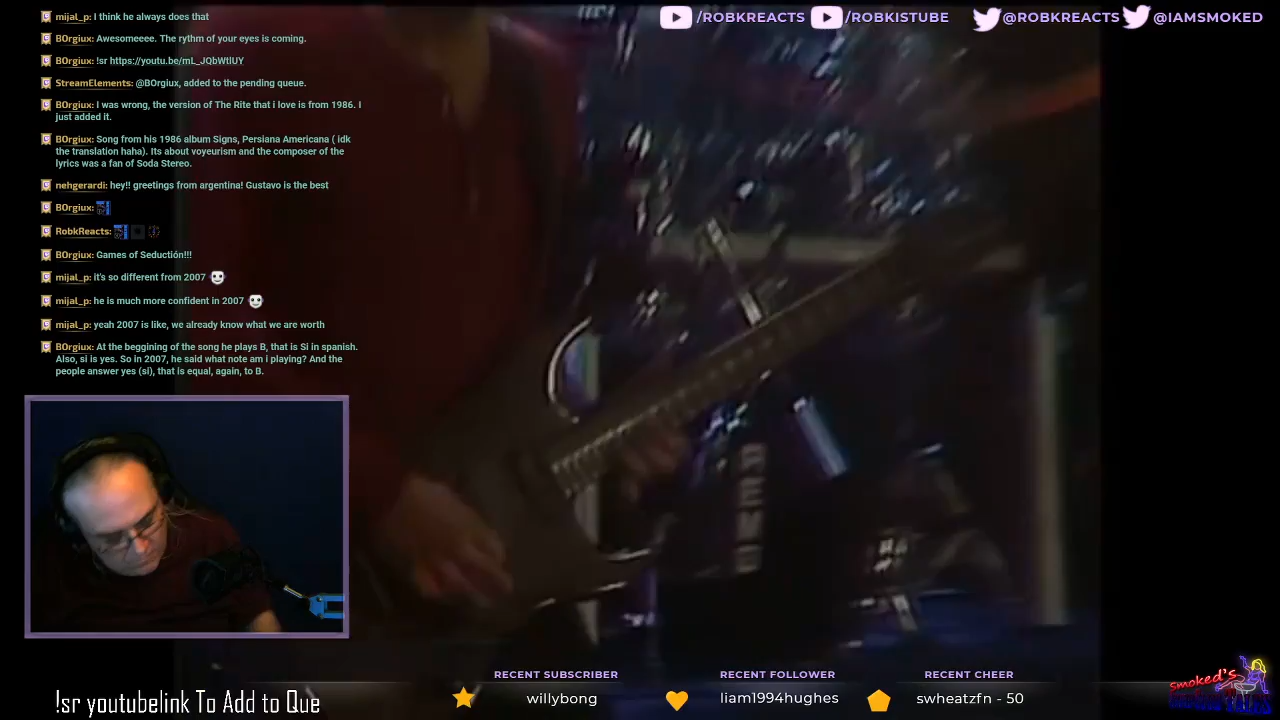 mijal_p: I think he always does that
BOrgiux: Awesomeeee. The rythm of your eyes is coming.
BOrgiux: !sr https://youtu.be/mL_JQbWtlUY
StreamElements: @BOrgiux, added to the pending queue.
BOrgiux: I was wrong, the version of The Rite that i love is from 1986. I
just added it.
BOrgiux: Song from his 1986 album Signs, Persiana Americana ( idk
the translation haha). Its about voyeurism and the composer of the
lyrics was a fan of Soda Stereo.
nehgerardi: hey!! greetings from argentina! Gustavo is the best
BOrgiux:
RobkReacts:
BOrgiux: Games of Seductión!!!
mijal_p: it's so different from 2007
mijal_p: he is much more confident in 2007
mijal_p: yeah 2007 is like, we already know what we are worth
BOrgiux: At the beggining of the song he plays B, that is Si in spanish.
Also, si is yes. So in 2007, he said what note am i playing? And the
people answer yes (si), that is equal, again, to B.
/ROBKREACTS /ROBKISTUBE @ROBKREACTS @IAMSMOKED
REMO
!sr youtubelink To Add to Que
RECENT SUBSCRIBER
willybong
RECENT FOLLOWER
liam1994hughes
RECENT CHEER
swheatzfn - 50
smoked's